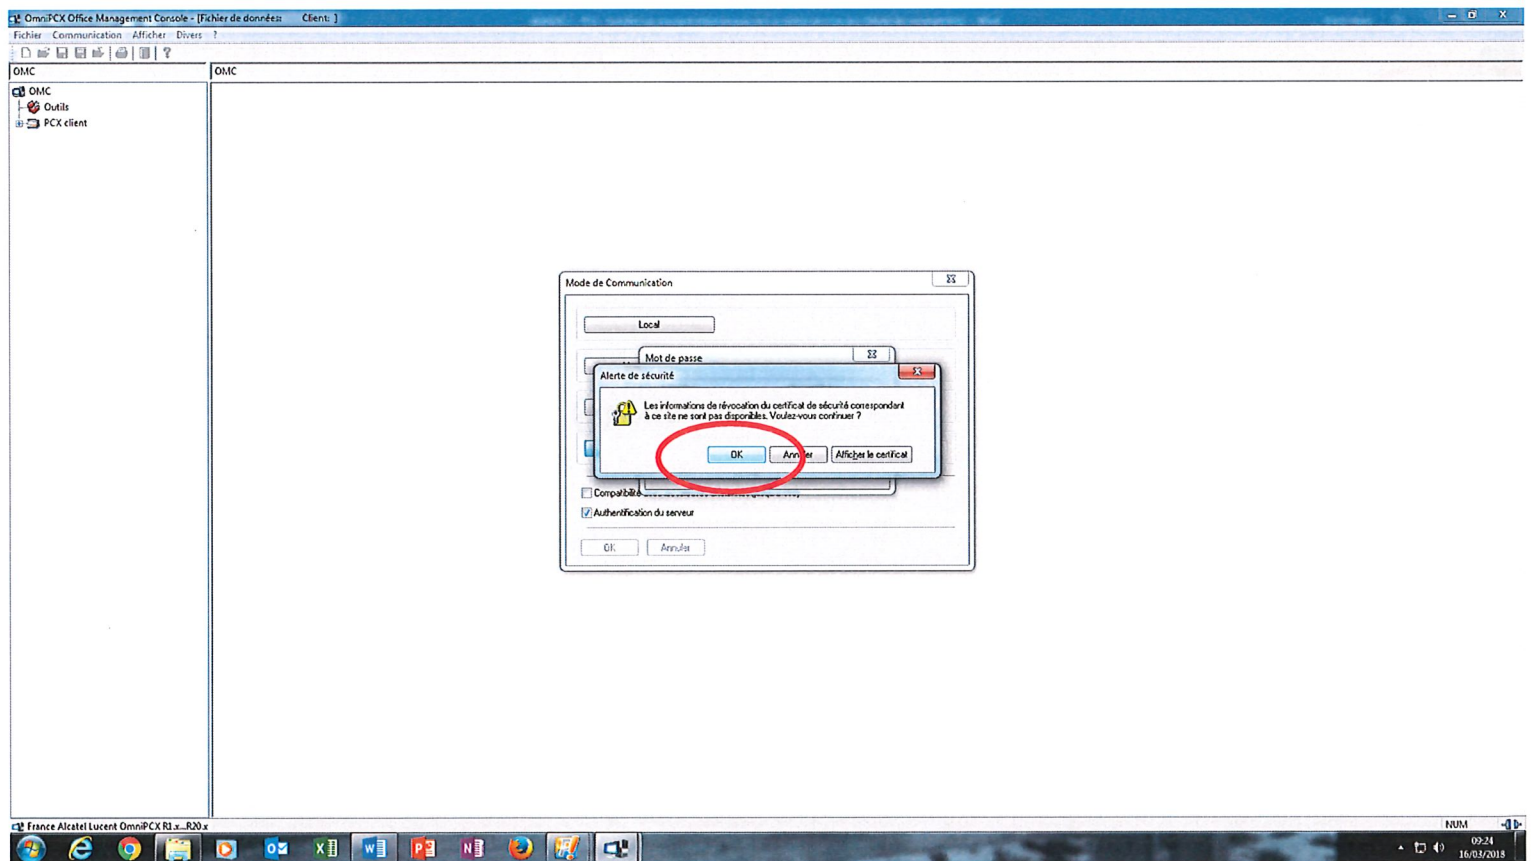 OmniPCX Office Management Console - [Fichier de données: Client: ]
Fichier Communication Afficher Divers ?
OMC
OMC
OMC
Outils
PCX client
Mode de Communication
Local
Mot de passe
Alerte de sécurité
Les informations de révocation du certificat de sécurité correspondant
à ce site ne sont pas disponibles. Voulez-vous continuer ?
OK Annuler Afficher le certificat
Compatibilité
Authentification du serveur
OK Annuler
France Alcatel Lucent OmniPCX R1.x...R20.x
NUM
09:24
16/03/2018